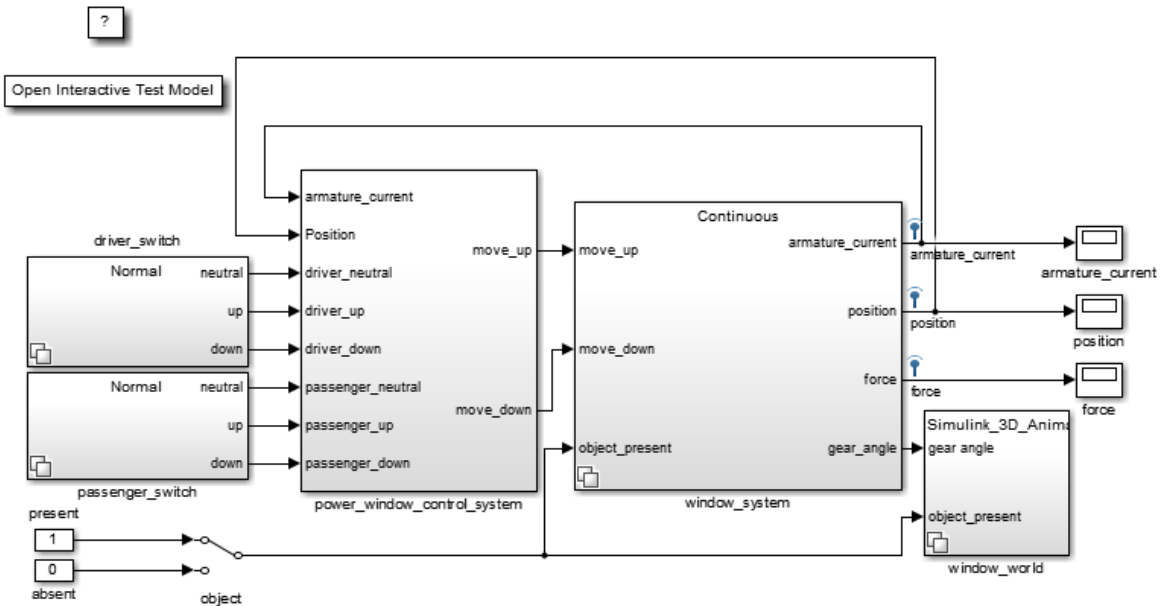 ?
Open Interactive Test Model
driver_switch
Normal
neutral
up
down
Normal
neutral
up
down
passenger_switch
present
1
0
absent
object
armature_current
Position
driver_neutral
driver_up
driver_down
passenger_neutral
passenger_up
passenger_down
move_up
move_down
power_window_control_system
Continuous
move_up
move_down
object_present
armature_current
position
force
gear_angle
window_system
armature_current
position
force
armature_current
position
force
Simulink_3D_Anima
gear angle
object_present
window_world